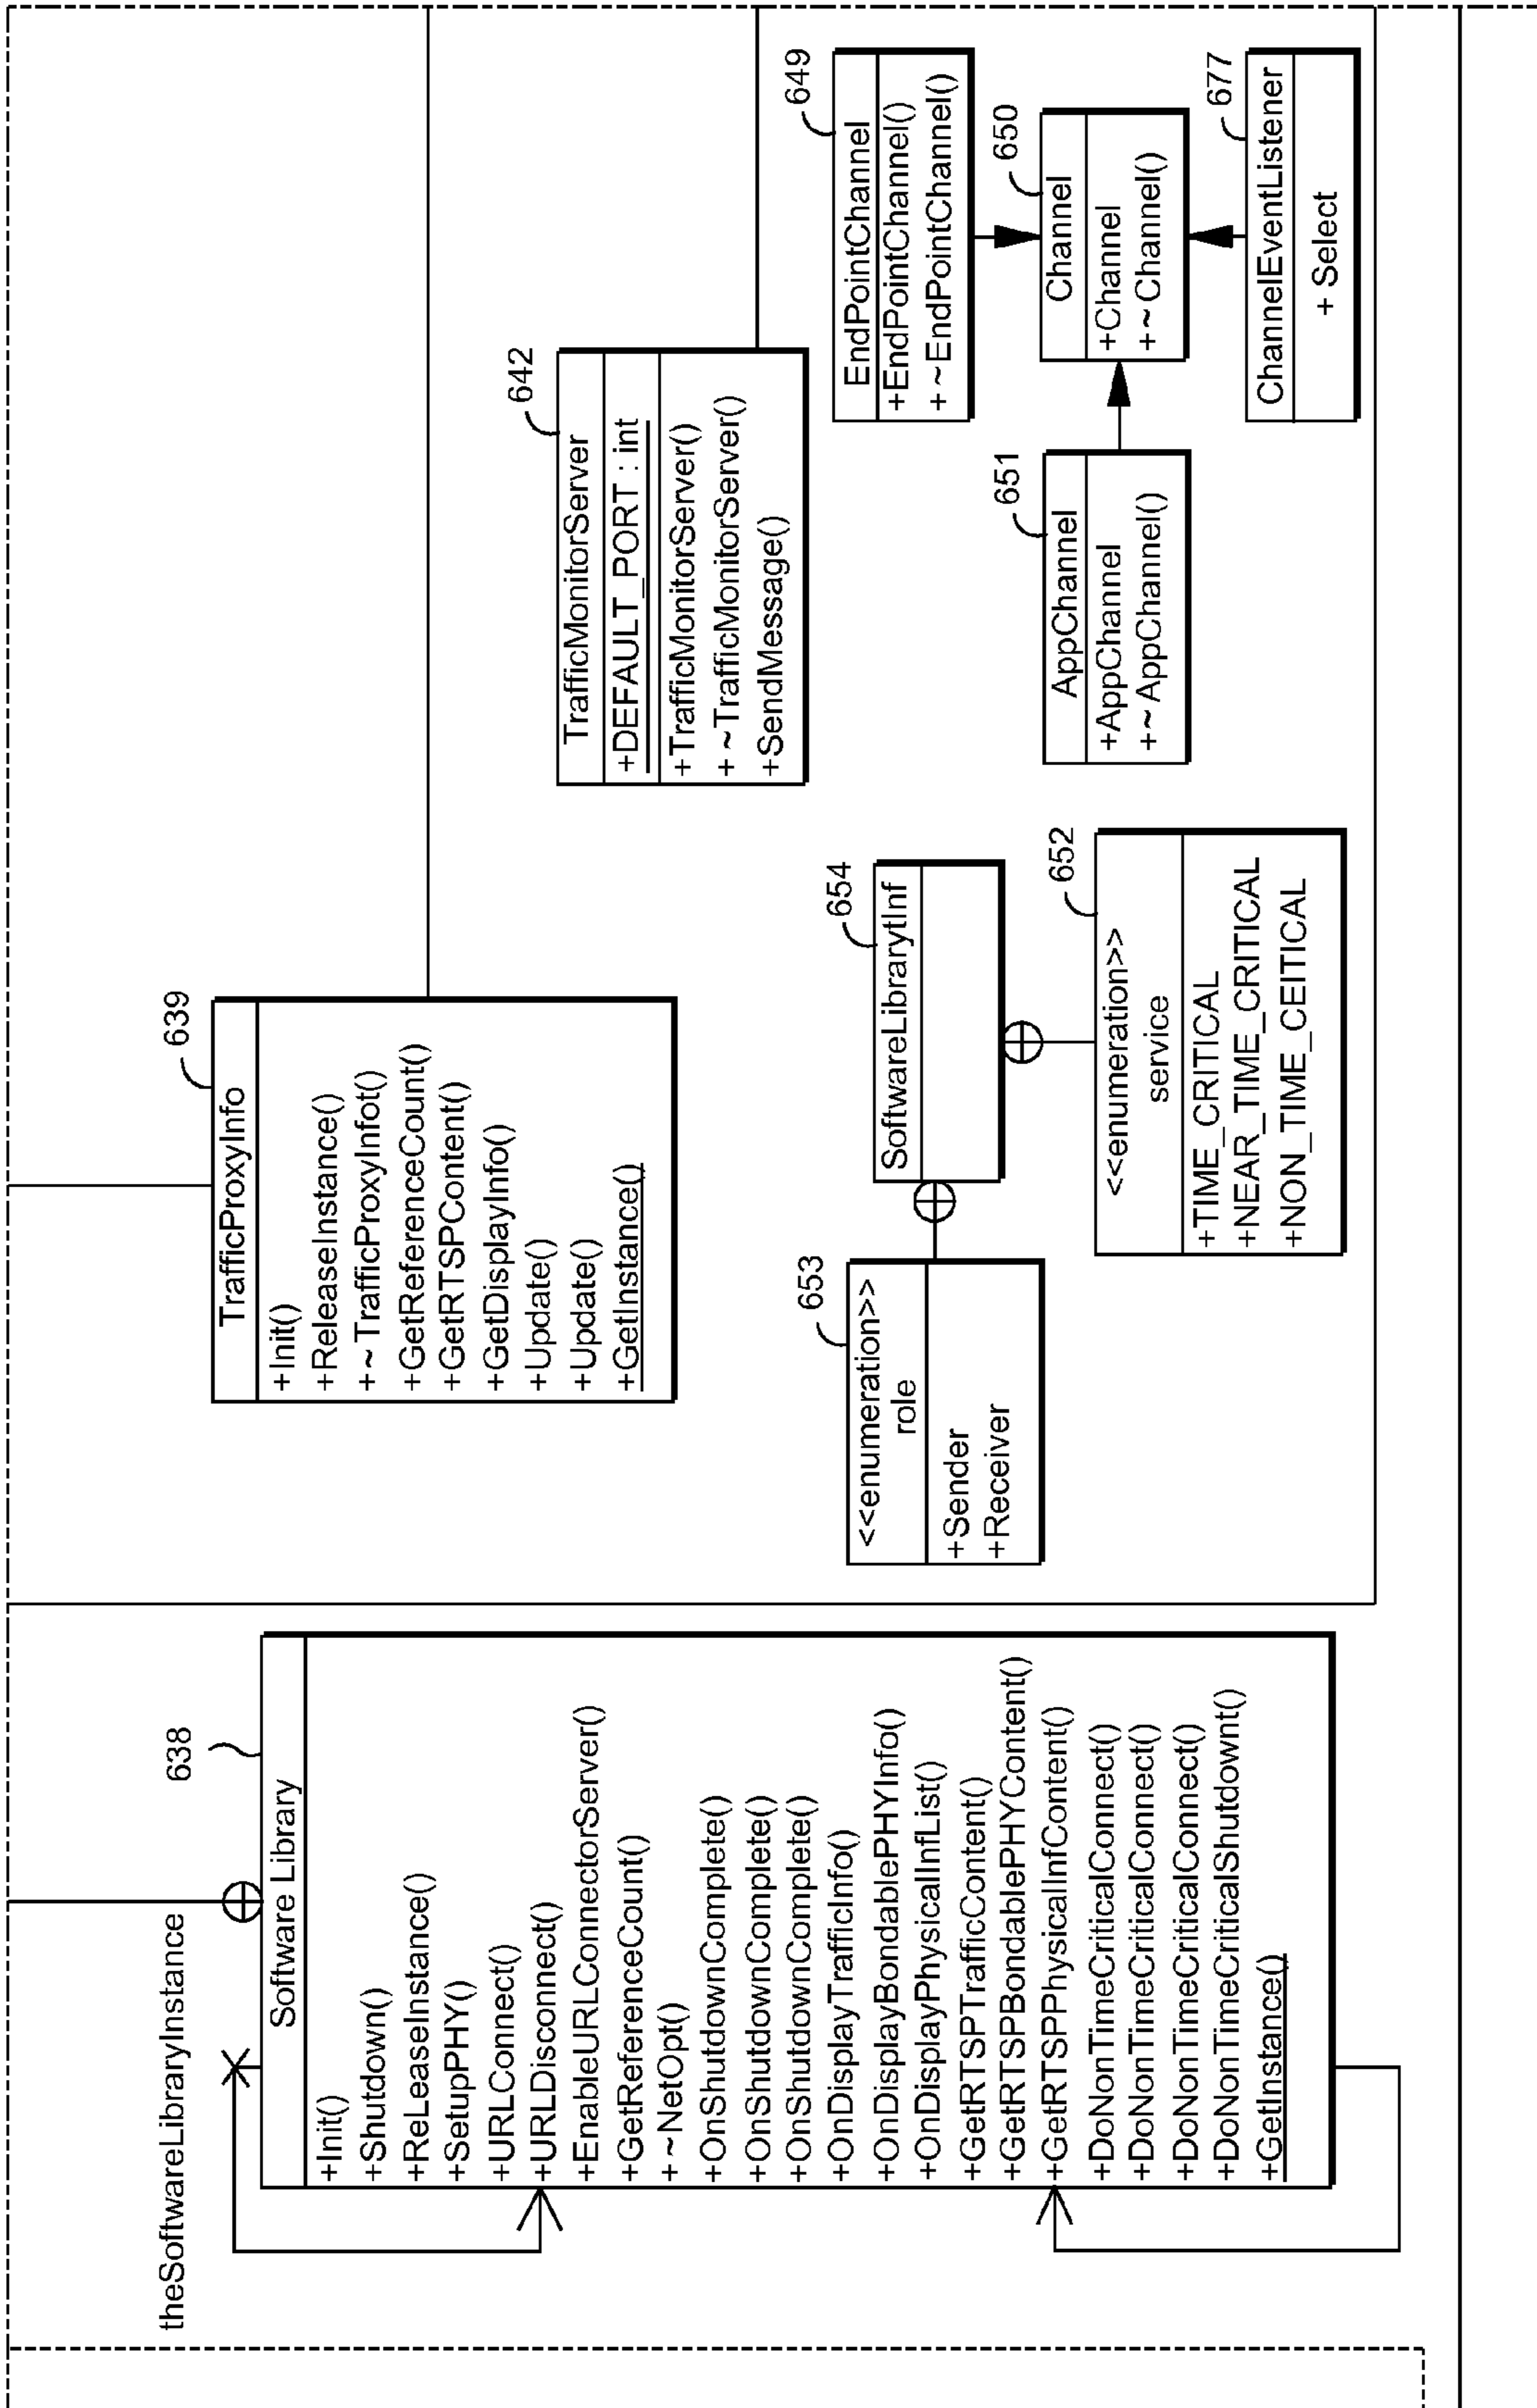 theSoftwareLibraryInstance
638
Software Library
+Init()
+Shutdown()
+ReLeaseInstance()
+SetupPHY()
+URLConnect()
+URLDisconnect()
+EnableURLConnectorServer()
+GetReferenceCount()
+~NetOpt()
+OnShutdownComplete()
+OnShutdownComplete()
+OnShutdownComplete()
+OnDisplayTrafficInfo()
+OnDisplayBondablePHYInfo()
+OnDisplayPhysicalInfList()
+GetRTSPTrafficContent()
+GetRTSPBondablePHYContent()
+GetRTSPPhysicalInfContent()
+DoNonTimeCriticalConnect()
+DoNonTimeCriticalConnect()
+DoNonTimeCriticalConnect()
+DoNonTimeCriticalShutdownt()
+GetInstance()
639
TrafficProxyInfo
+Init()
+ReleaseInstance()
+~TrafficProxyInfot()
+GetReferenceCount()
+GetRTSPContent()
+GetDisplayInfo()
+Update()
+Update()
+GetInstance()
642
TrafficMonitorServer
+DEFAULT_PORT : int
+TrafficMonitorServer()
+~TrafficMonitorServer()
+SendMessage()
653
<<enumeration>>
role
+Sender
+Receiver
654
SoftwareLibrarytInf
652
<<enumeration>>
service
+TIME_CRITICAL
+NEAR_TIME_CRITICAL
+NON_TIME_CEITICAL
649
EndPointChannel
+EndPointChannel()
+~EndPointChannel()
651
AppChannel
+AppChannel
+~AppChannel()
650
Channel
+Channel
+~Channel()
677
ChannelEventListener
+ Select